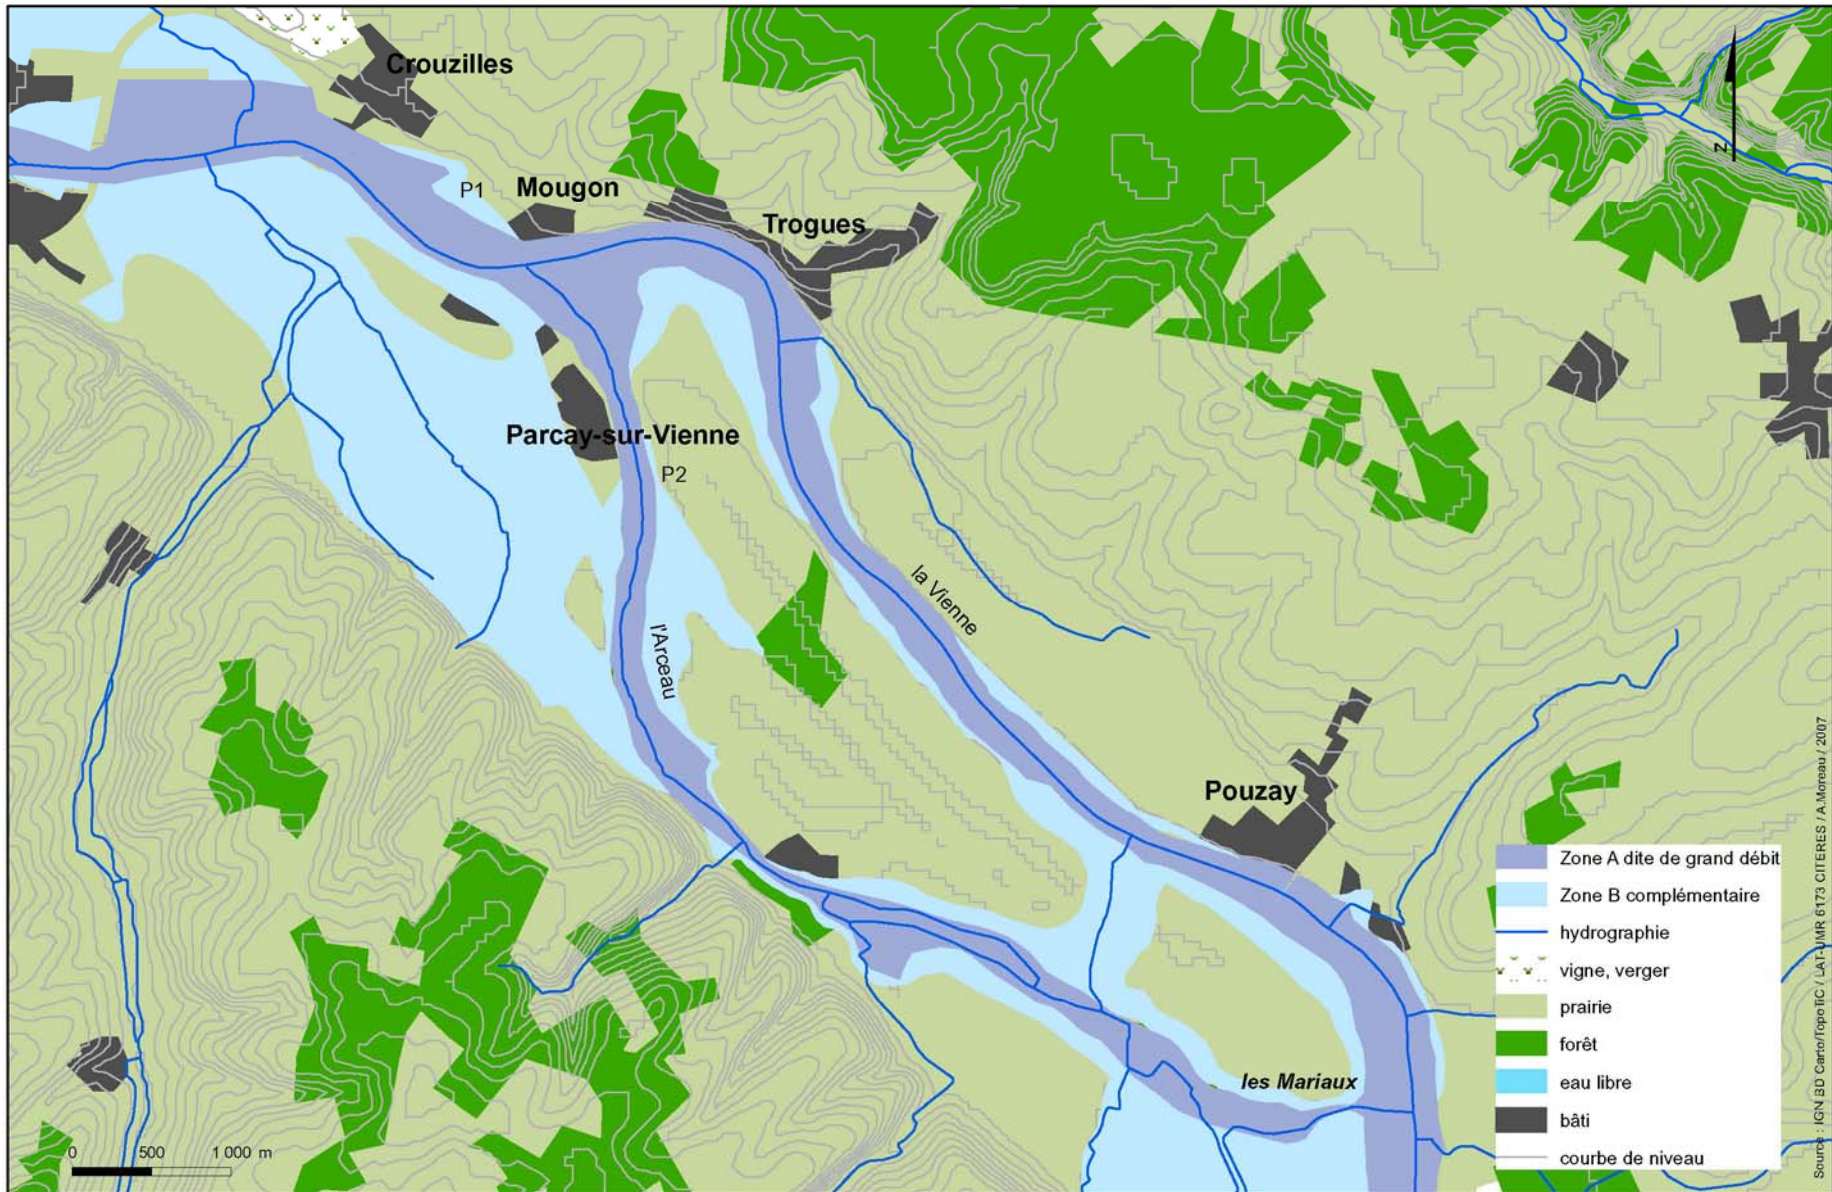 Crouzilles
P1
Mougon
Trogues
N
Parcay-sur-Vienne
P2
la Vienne
l'Arceau
Pouzay
les Mariaux
Zone A dite de grand débit
Zone B complémentaire
hydrographie
vigne, verger
prairie
forêt
eau libre
bâti
courbe de niveau
0 500 1 000 m
Source : IGN BD Carto/TopoTIC / LAT-UMR 6173 CITERES / A.Moreau / 2007